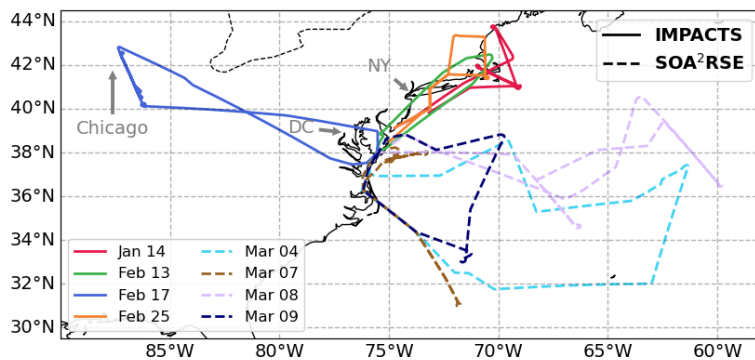 44°N
42°N
40°N
38°N
36°N
34°N
32°N
30°N
85°W
80°W
75°W
70°W
65°W
60°W
IMPACTS
SOA²RSE
NY
DC
Chicago
Jan 14
Feb 13
Feb 17
Feb 25
Mar 04
Mar 07
Mar 08
Mar 09